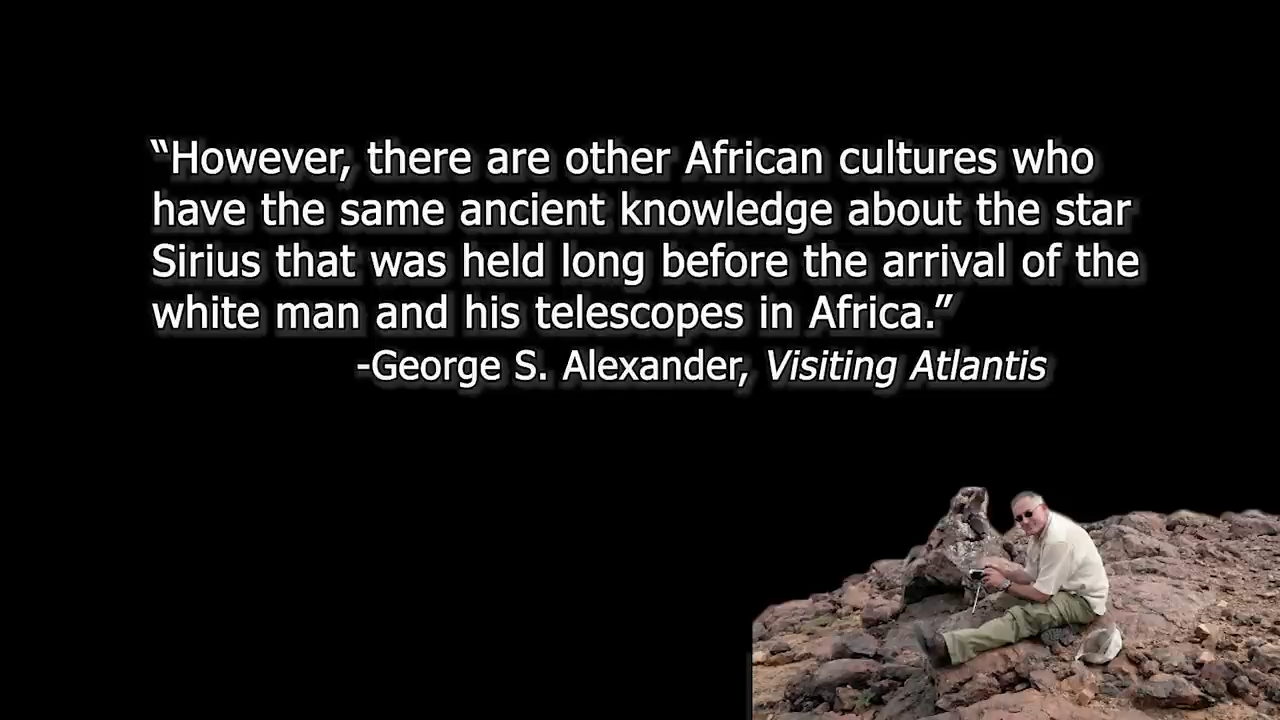 “However, there are other African cultures who
have the same ancient knowledge about the star
Sirius that was held long before the arrival of the
white man and his telescopes in Africa.”
-George S. Alexander, Visiting Atlantis